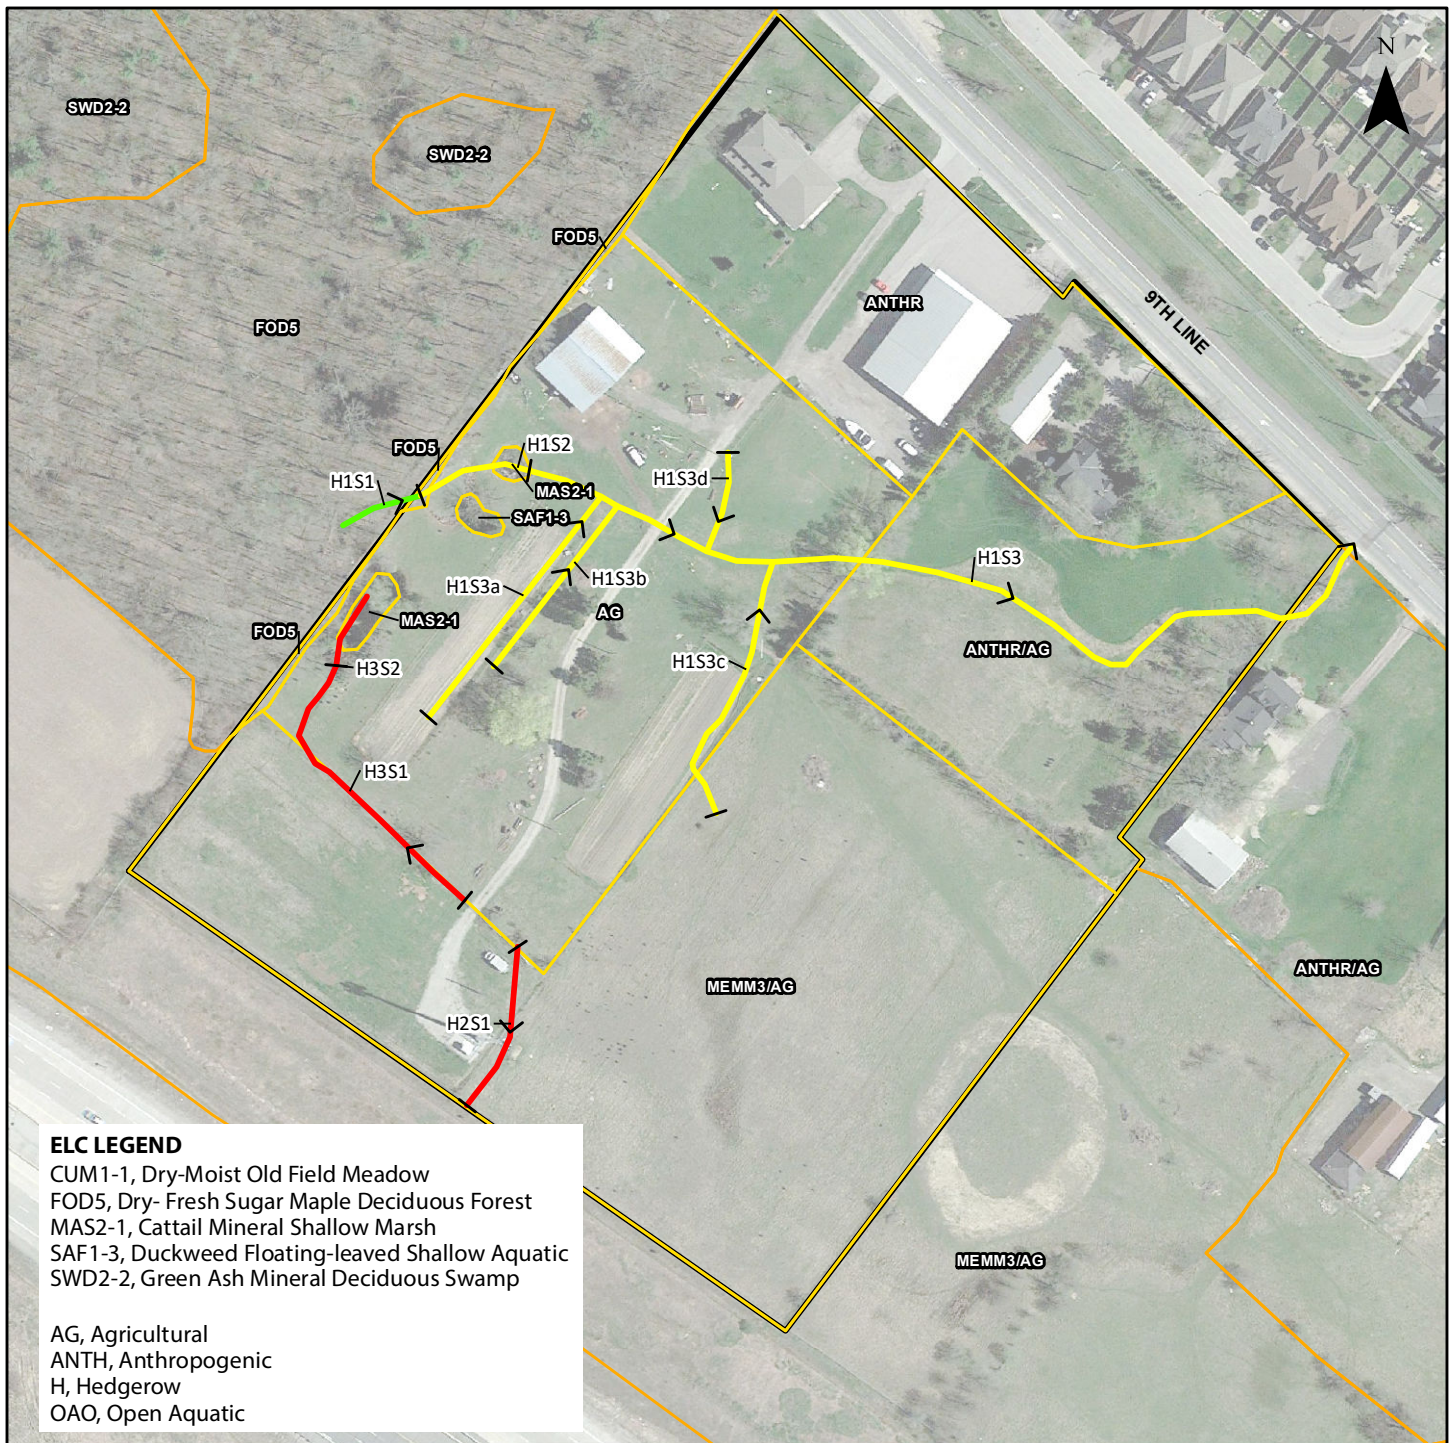 N
SWD2-2
SWD2-2
FOD5
ANTHR
9TH LINE
FOD5
FOD5
H1S2
H1S1
H1S3d
MAS2-1
SAF1-3
H1S3
H1S3b
H1S3a
AG
MAS2-1
FOD5
ANTHR/AG
H1S3c
H3S2
H3S1
ANTHR/AG
MEMM3/AG
H2S1
MEMM3/AG
ELC LEGEND
CUM1-1, Dry-Moist Old Field Meadow
FOD5, Dry- Fresh Sugar Maple Deciduous Forest
MAS2-1, Cattail Mineral Shallow Marsh
SAF1-3, Duckweed Floating-leaved Shallow Aquatic
SWD2-2, Green Ash Mineral Deciduous Swamp
AG, Agricultural
ANTH, Anthropogenic
H, Hedgerow
OAO, Open Aquatic